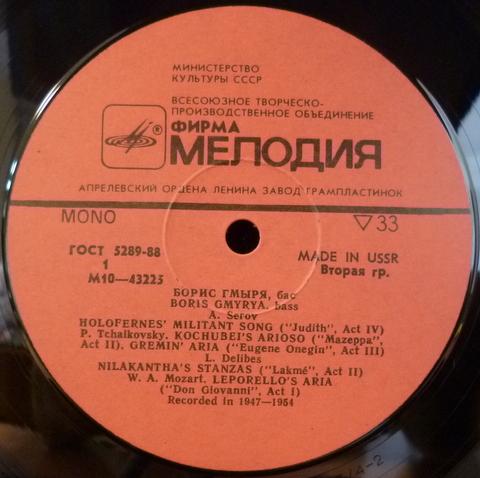 МИНИСТЕРСТВО
КУЛЬТУРЫ СССР
ВСЕСОЮЗНОЕ ТВОРЧЕСКО-
ПРОИЗВОДСТВЕННОЕ ОБЪЕДИНЕНИЕ
ФИРМА
® МЕЛОДИЯ
АПРЕЛЕВСКИЙ ОРДЕНА ЛЕНИНА ЗАВОД ГРАМПЛАСТИНОК
MONO ▽33
ГОСТ 5289-88 MADE IN USSR
1 Вторая гр.
М10—43225
БОРИС ГМЫРЯ, бас
BORIS GMYRYA, bass
A. Serov
HOLOFERNES' MILITANT SONG ("Judith", Act IV)
P. Tchaikovsky. KOCHUBEI'S ARIOSO ("Mazeppa",
Act II), GREMIN' ARIA ("Eugene Onegin", Act III)
L. Delibes
NILAKANTHA'S STANZAS ("Lakmé", Act II)
W. A. Mozart. LEPORELLO'S ARIA
("Don Giovanni", Act I)
Recorded in 1947—1954